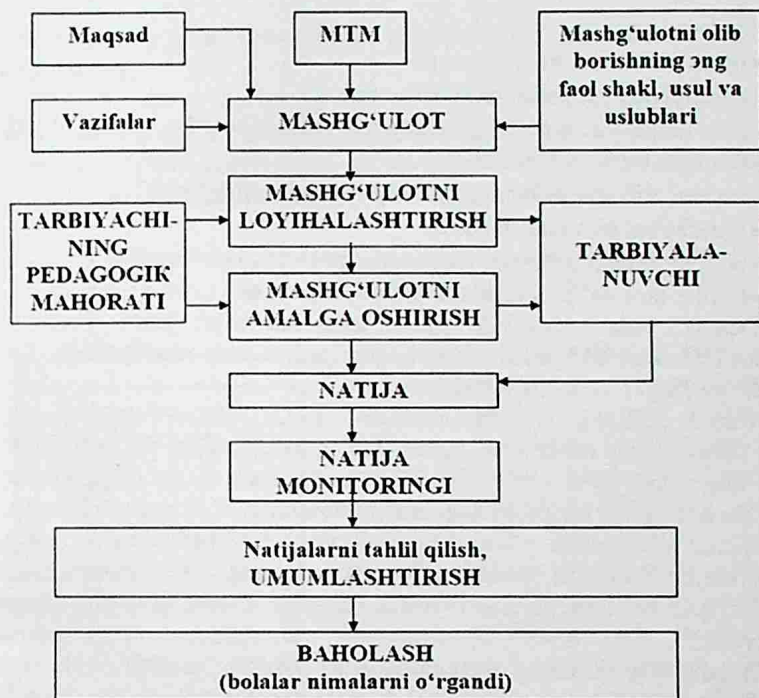 Maqsad
MTM
Mashg‘ulotni olib
borishning эng
faol shakl, usul va
uslublari
Vazifalar
MASHG‘ULOT
TARBIYACHI-
NING
PEDAGOGIK
MAHORATI
MASHG‘ULOTNI
LOYIHALASHTIRISH
TARBIYALA-
NUVCHI
MASHG‘ULOTNI
AMALGA OSHIRISH
NATIJA
NATIJA
MONITORINGI
Natijalarni tahlil qilish,
UMUMLASHTIRISH
BAHOLASH
(bolalar nimalarni o‘rgandi)